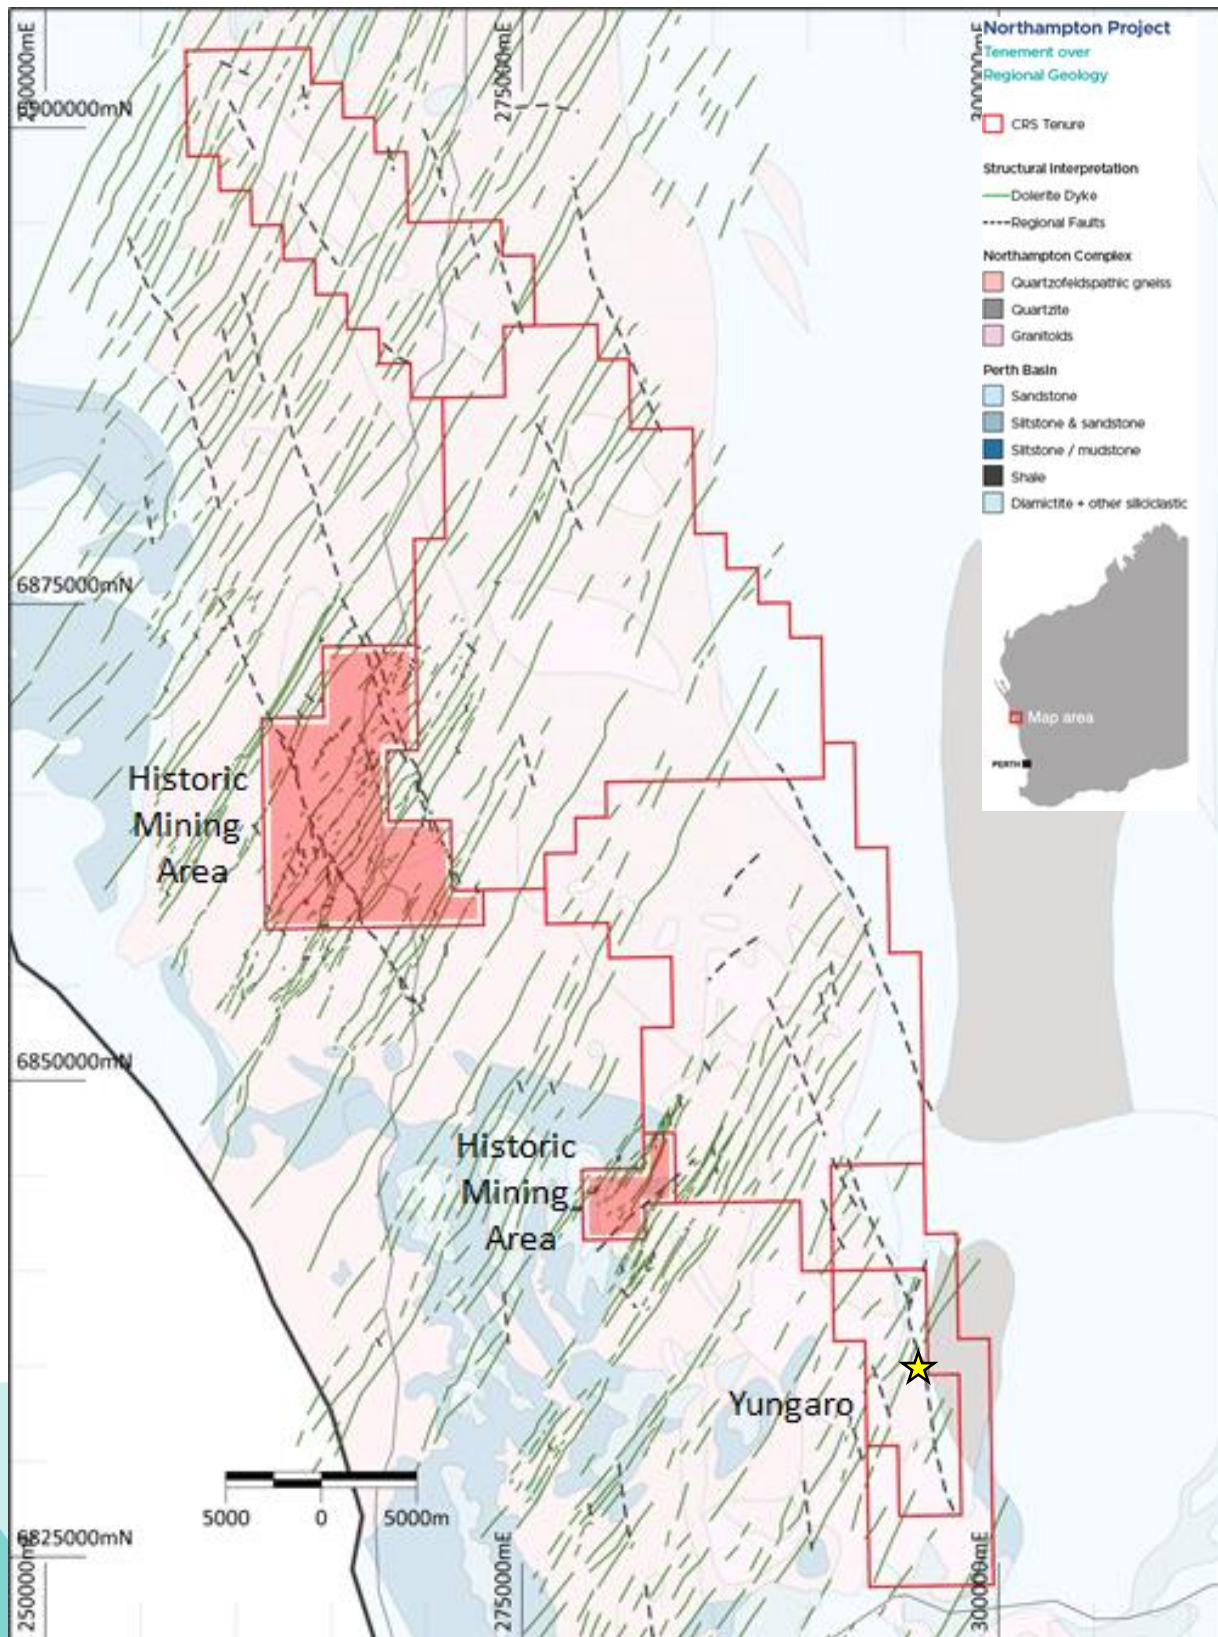 Northampton Project
Tenement over
Regional Geology
CRS Tenure
Structural Interpretation
Dolerite Dyke
Regional Faults
Northampton Complex
Quartzofeldspathic gneiss
Quartzite
Granitoids
Perth Basin
Sandstone
Siltstone & sandstone
Siltstone / mudstone
Shale
Diamictite + other siliciclastic
Map area
PERTH
275000mE
6900000mN
6875000mN
Historic
Mining
Area
6850000mN
Historic
Mining
Area
Yungaro
5000 0 5000m
6825000mN
250000mE
275000mE
300000mE